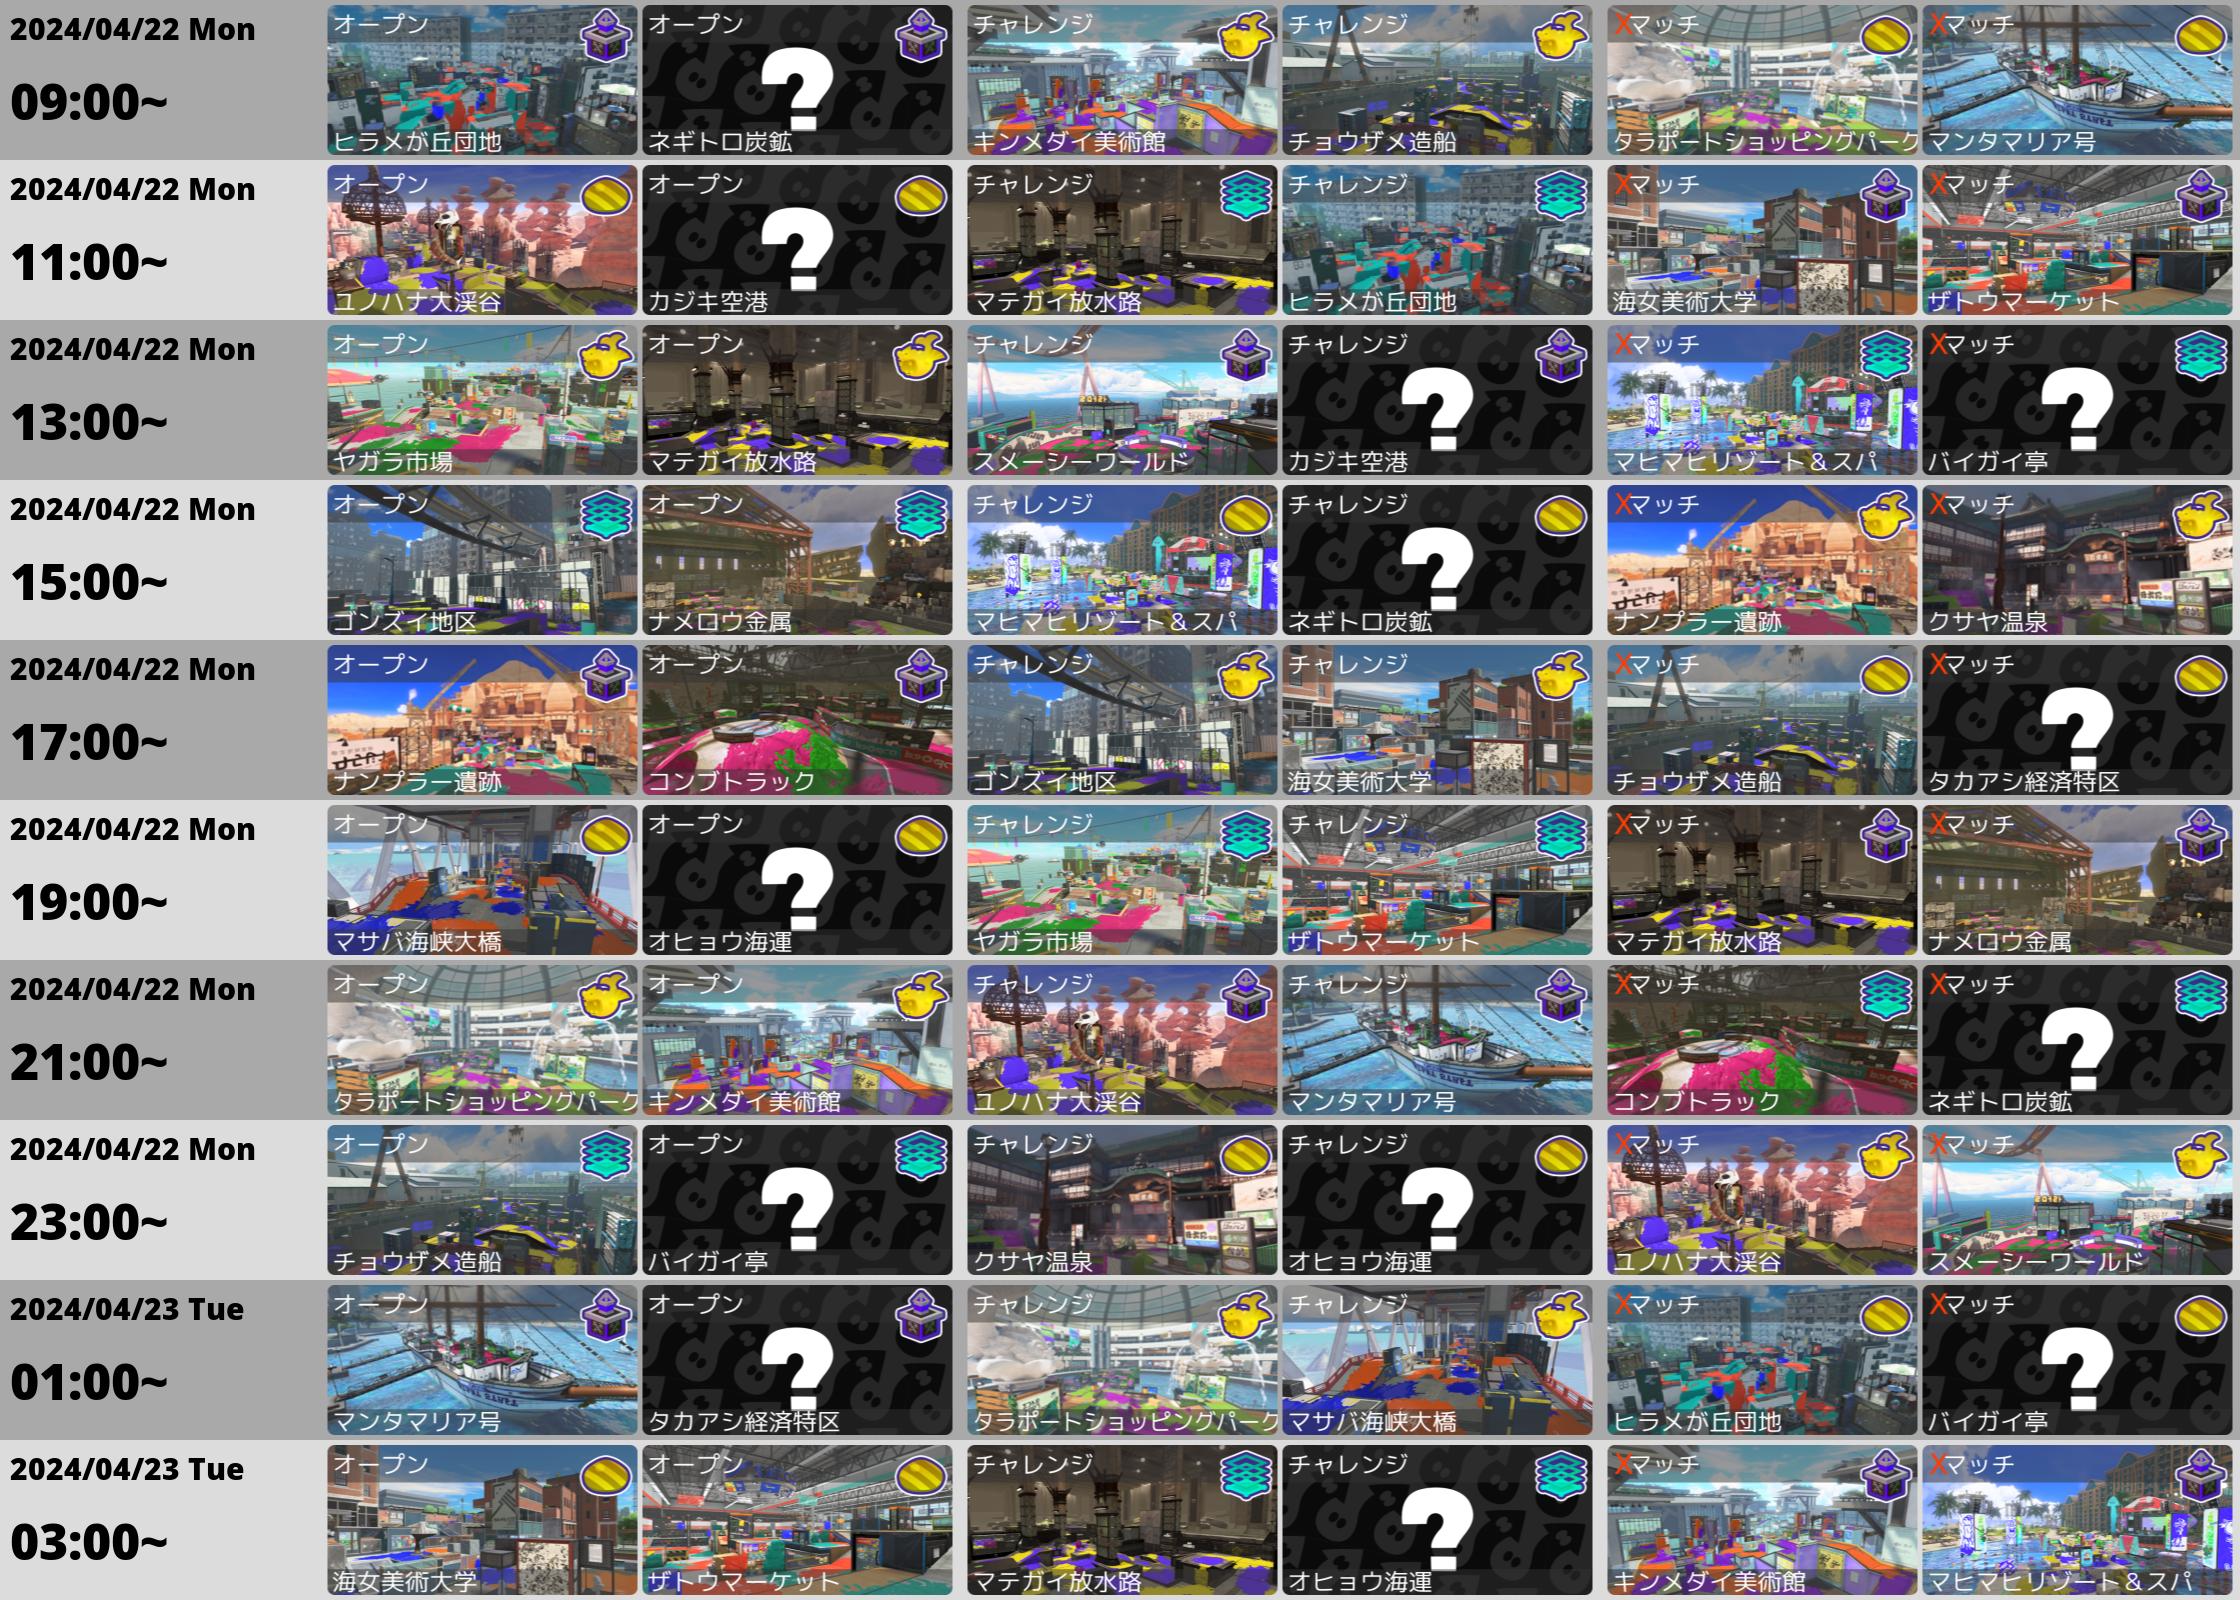 2024/04/22 Mon
09:00~
オープン
ヒラメが丘団地
オープン
ネギトロ炭鉱
チャレンジ
キンメダイ美術館
チャレンジ
チョウザメ造船
Xマッチ
タラポートショッピングパーク
Xマッチ
マンタマリア号
2024/04/22 Mon
11:00~
オープン
ユノハナ大渓谷
オープン
カジキ空港
チャレンジ
マテガイ放水路
チャレンジ
ヒラメが丘団地
Xマッチ
海女美術大学
Xマッチ
ザトウマーケット
2024/04/22 Mon
13:00~
オープン
ヤガラ市場
オープン
マテガイ放水路
チャレンジ
スメーシーワールド
チャレンジ
カジキ空港
Xマッチ
マヒマヒリゾート＆スパ
Xマッチ
バイガイ亭
2024/04/22 Mon
15:00~
オープン
ゴンズイ地区
オープン
ナメロウ金属
チャレンジ
マヒマヒリゾート＆スパ
チャレンジ
ネギトロ炭鉱
Xマッチ
ナンプラー遺跡
Xマッチ
クサヤ温泉
2024/04/22 Mon
17:00~
オープン
ナンプラー遺跡
オープン
コンブトラック
チャレンジ
ゴンズイ地区
チャレンジ
海女美術大学
Xマッチ
チョウザメ造船
Xマッチ
タカアシ経済特区
2024/04/22 Mon
19:00~
オープン
マサバ海峡大橋
オープン
オヒョウ海運
チャレンジ
ヤガラ市場
チャレンジ
ザトウマーケット
Xマッチ
マテガイ放水路
Xマッチ
ナメロウ金属
2024/04/22 Mon
21:00~
オープン
タラポートショッピングパーク
オープン
キンメダイ美術館
チャレンジ
ユノハナ大渓谷
チャレンジ
マンタマリア号
Xマッチ
コンブトラック
Xマッチ
ネギトロ炭鉱
2024/04/22 Mon
23:00~
オープン
チョウザメ造船
オープン
バイガイ亭
チャレンジ
クサヤ温泉
チャレンジ
オヒョウ海運
Xマッチ
ユノハナ大渓谷
Xマッチ
スメーシーワールド
2024/04/23 Tue
01:00~
オープン
マンタマリア号
オープン
タカアシ経済特区
チャレンジ
タラポートショッピングパーク
チャレンジ
マサバ海峡大橋
Xマッチ
ヒラメが丘団地
Xマッチ
バイガイ亭
2024/04/23 Tue
03:00~
オープン
海女美術大学
オープン
ザトウマーケット
チャレンジ
マテガイ放水路
チャレンジ
オヒョウ海運
Xマッチ
キンメダイ美術館
Xマッチ
マヒマヒリゾート＆スパ